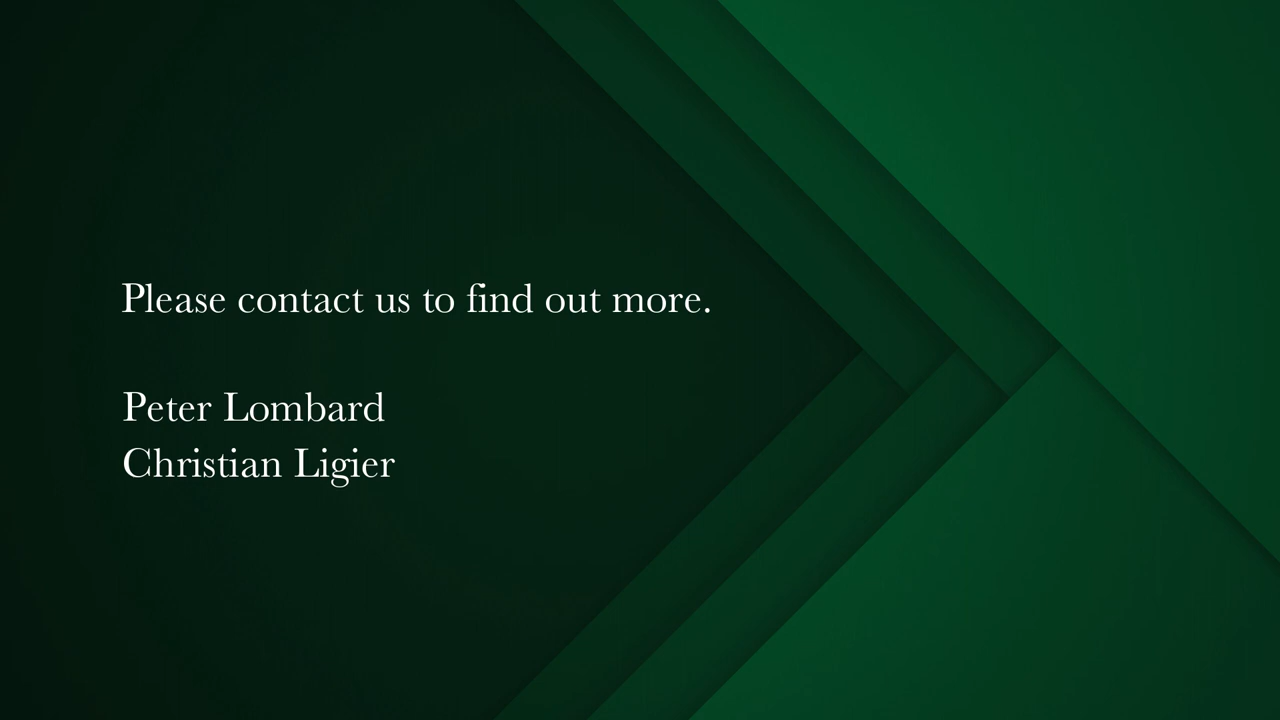 Please contact us to find out more.
Peter Lombard
Christian Ligier